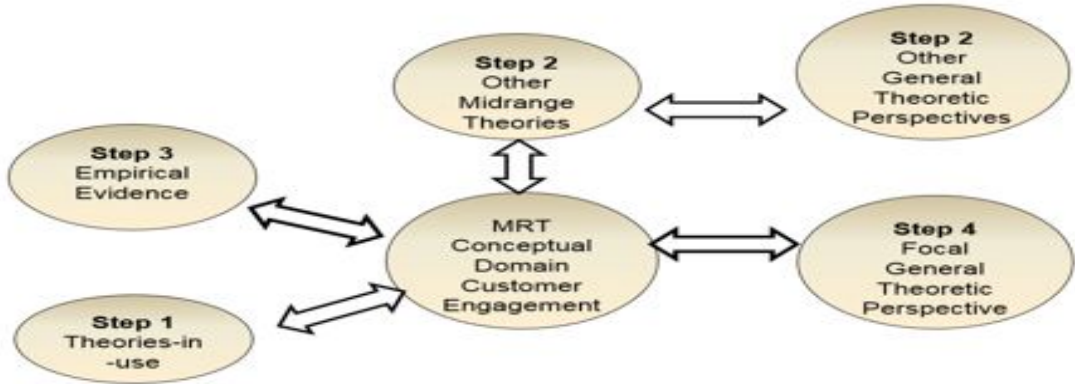 Step 2
Other
Midrange
Theories
Step 2
Other
General
Theoretic
Perspectives
Step 3
Empirical
Evidence
MRT
Conceptual
Domain
Customer
Engagement
Step 4
Focal
General
Theoretic
Perspective
Step 1
Theories-in
-use